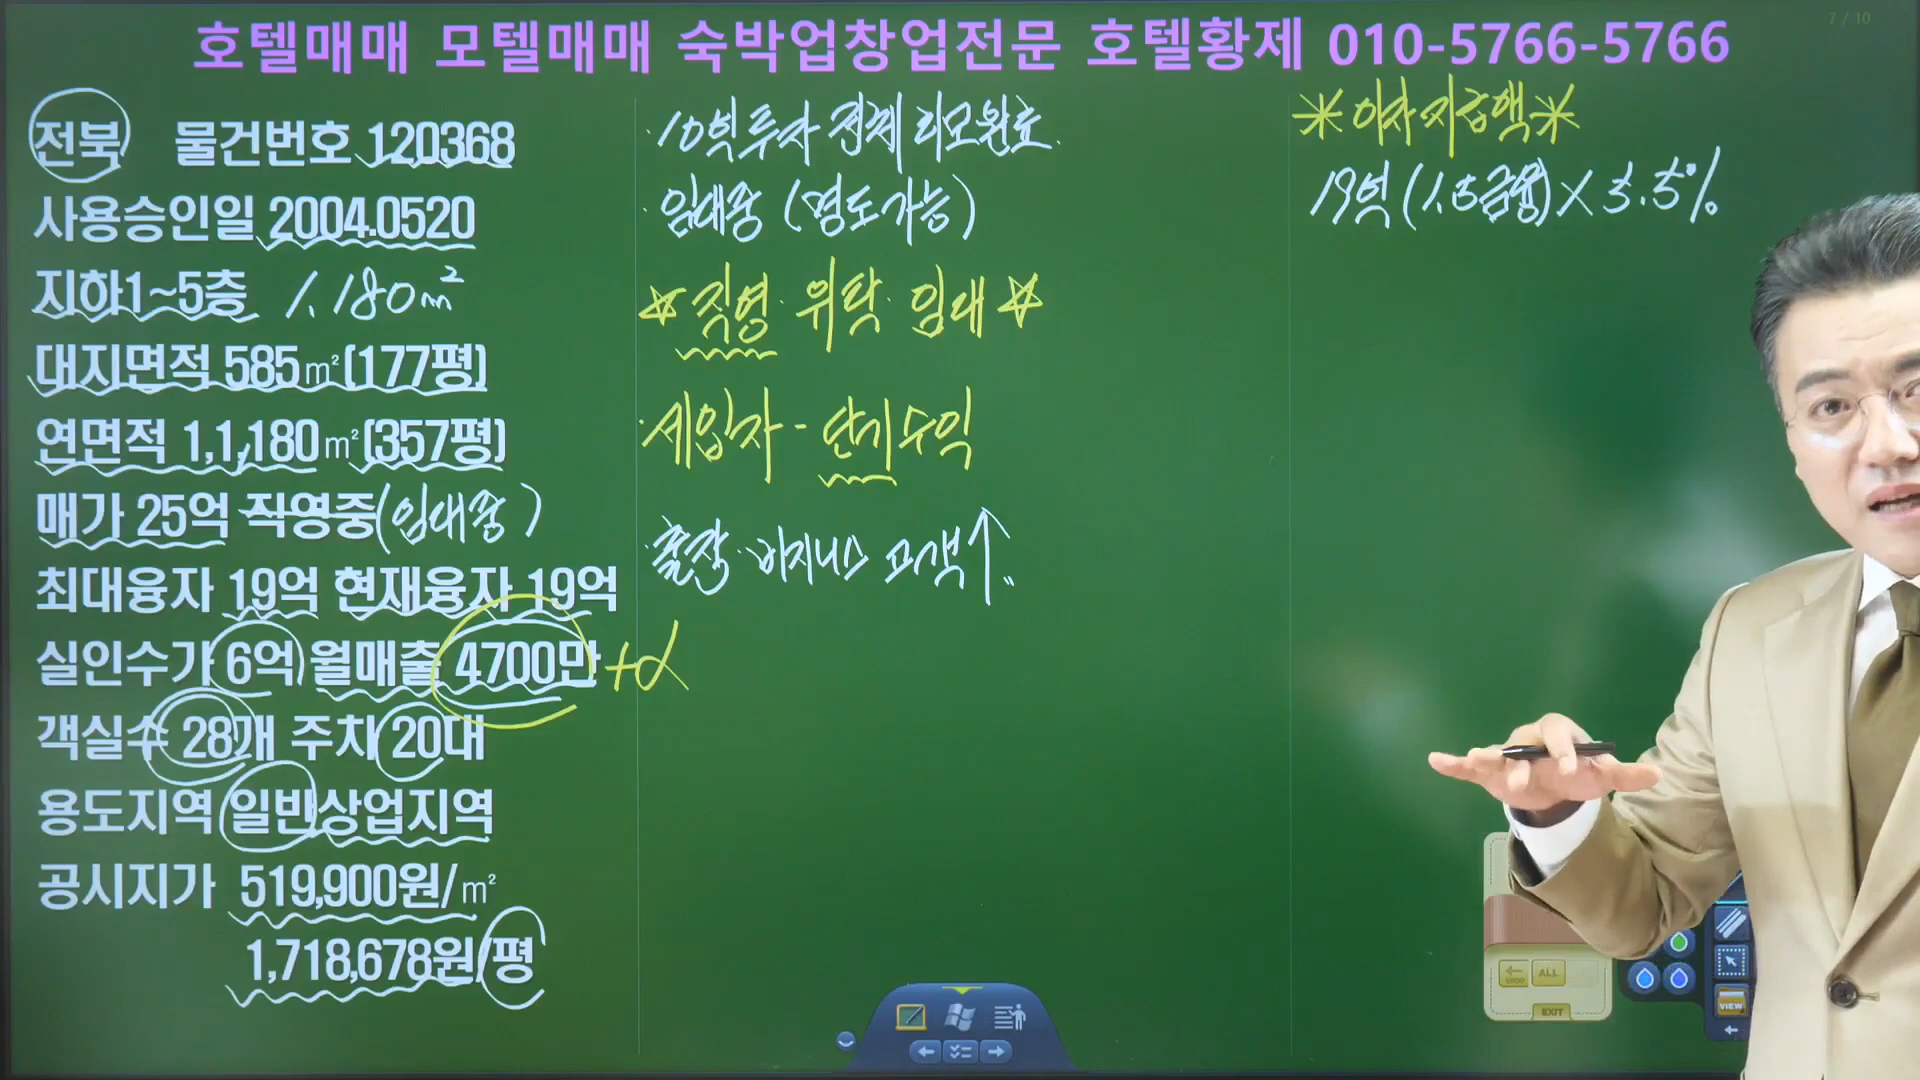 호텔매매 모텔매매 숙박업창업전문 호텔황제 010-5766-5766
7 / 10
전북 물건번호 120368
사용승인일 2004.0520
지하1~5층 1.180m²
대지면적 585m²(177평)
연면적 1,1,180m²(357평)
매가 25억 직영중(임대중)
최대융자 19억 현재융자 19억
실인수가 6억 월매출 4700만 +α
객실수 28개 주차 20대
용도지역 일반상업지역
공시지가 519,900원/m²
1,718,678원/평
·10억 투자 전체 리모완료.
·임대중 (명도가능)
☆직영·위탁·임대☆
·세입자-단기수익
·출장·비지니스 고객↑..
※이자지급액※
19억(1.5금융)×5.5%
UNDO
ALL
EXIT
VIEW